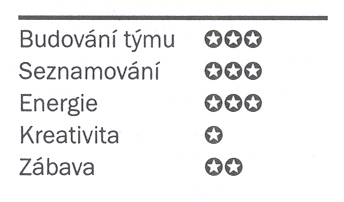 Budování týmu ✪✪✪
Seznamování ✪✪✪
Energie ✪✪✪
Kreativita ✪
Zábava ✪✪